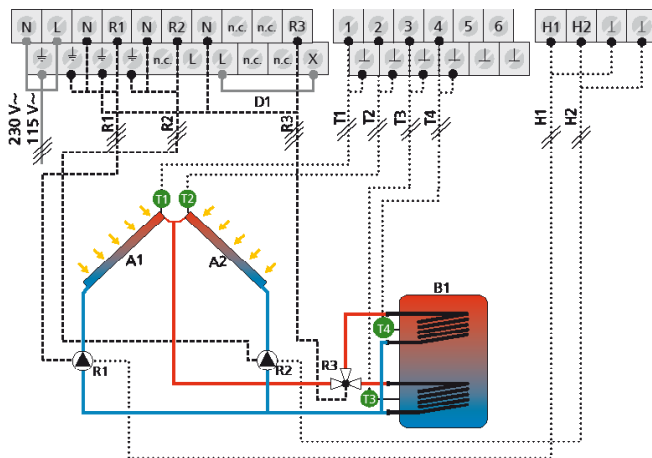 N L N R1 N R2 N n.c. n.c. R3
1 2 3 4 5 6
H1 H2
n.c. L L n.c. n.c. X
D1
230 V~
115 V~
R1
R2
R3
T1
T2
T3
T4
H1
H2
T1 T2
A1 A2
B1
T4
R1 R2 R3
T3